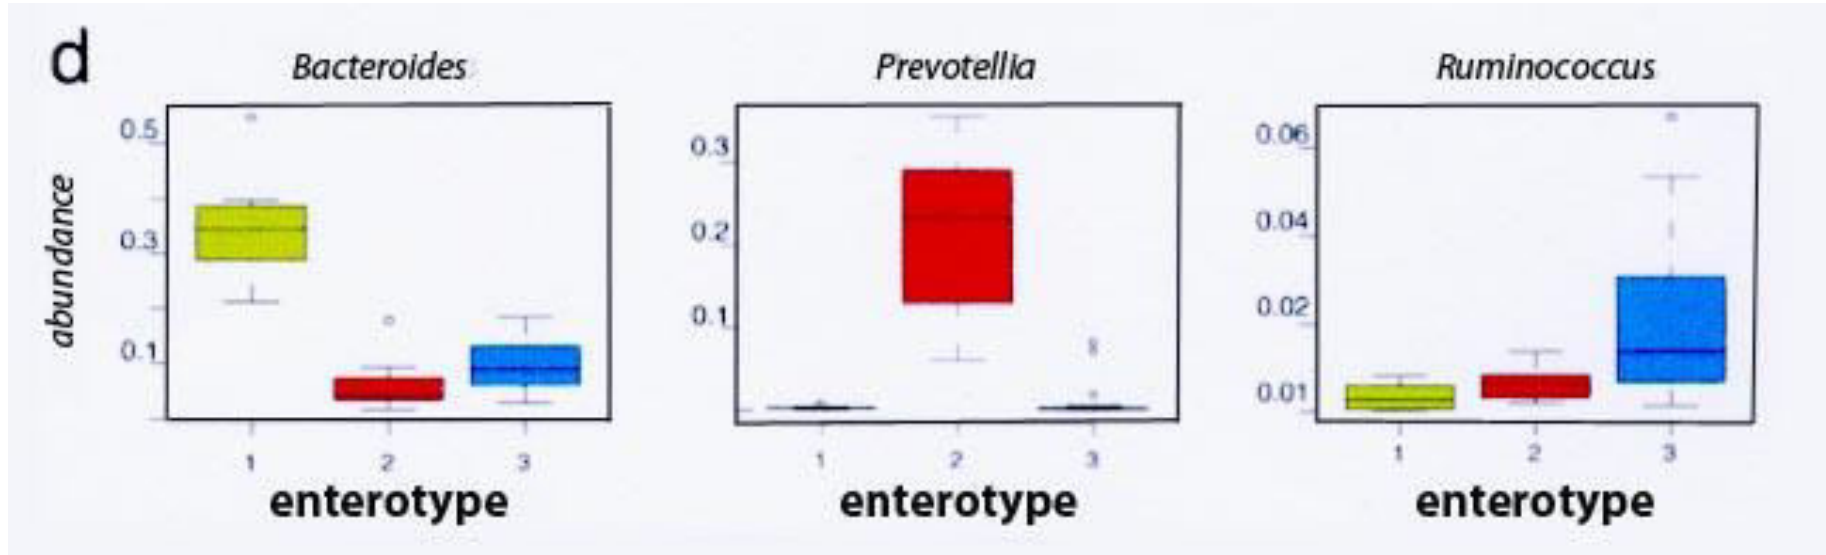 d
Bacteroides
abundance
0.5
0.3
0.1
1 2 3
enterotype
Prevotellia
0.3
0.2
0.1
1 2 3
enterotype
Ruminococcus
0.06
0.04
0.02
0.01
1 2 3
enterotype